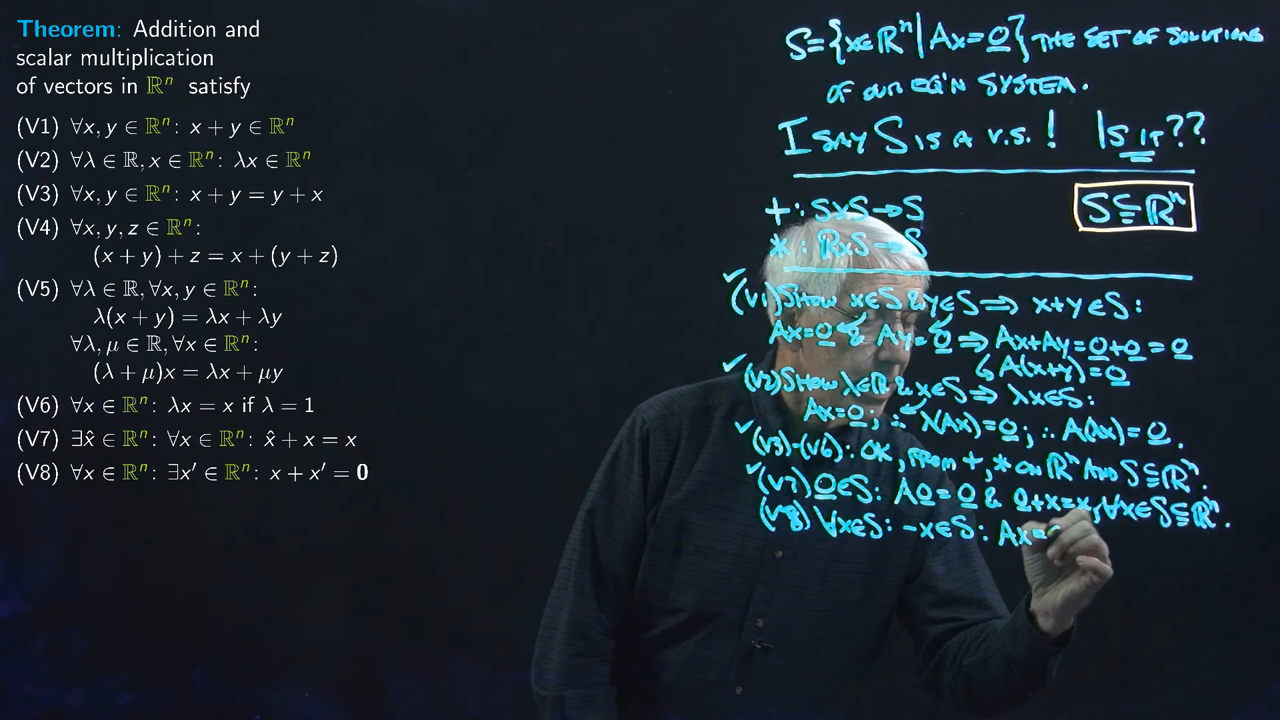 Theorem: Addition and
scalar multiplication
of vectors in ℝⁿ satisfy
(V1) ∀x, y ∈ ℝⁿ: x + y ∈ ℝⁿ
(V2) ∀λ ∈ ℝ, x ∈ ℝⁿ: λx ∈ ℝⁿ
(V3) ∀x, y ∈ ℝⁿ: x + y = y + x
(V4) ∀x, y, z ∈ ℝⁿ:
(x + y) + z = x + (y + z)
(V5) ∀λ ∈ ℝ, ∀x, y ∈ ℝⁿ:
λ(x + y) = λx + λy
∀λ, μ ∈ ℝ, ∀x ∈ ℝⁿ:
(λ + μ)x = λx + μy
(V6) ∀x ∈ ℝⁿ: λx = x if λ = 1
(V7) ∃x̂ ∈ ℝⁿ: ∀x ∈ ℝⁿ: x̂ + x = x
(V8) ∀x ∈ ℝⁿ: ∃x′ ∈ ℝⁿ: x + x′ = 0
S={x∈ℝⁿ|Ax=0} THE SET OF SOLUTIONS
OF OUR EQ'N SYSTEM.
I SAY S IS A V.S.! IS IT??
+: S×S→S S⊆ℝⁿ
*: ℝ×S→S
✓(V1) SHOW x∈S & y∈S ⇒ x+y∈S:
Ax=0 & Ay=0 ⇒ Ax+Ay=0+0=0
↳ A(x+y)=0
✓(V2) SHOW λ∈ℝ & x∈S ⇒ λx∈S:
Ax=0; ∴ λ(Ax)=0; ∴ A(λx)=0.
✓(V3)-(V6): OK, FROM +,* ON ℝⁿ AND S⊆ℝⁿ.
✓(V7) 0∈S: A0=0 & 0+x=x, ∀x∈S⊆ℝⁿ.
(V8) ∀x∈S: -x∈S: Ax=